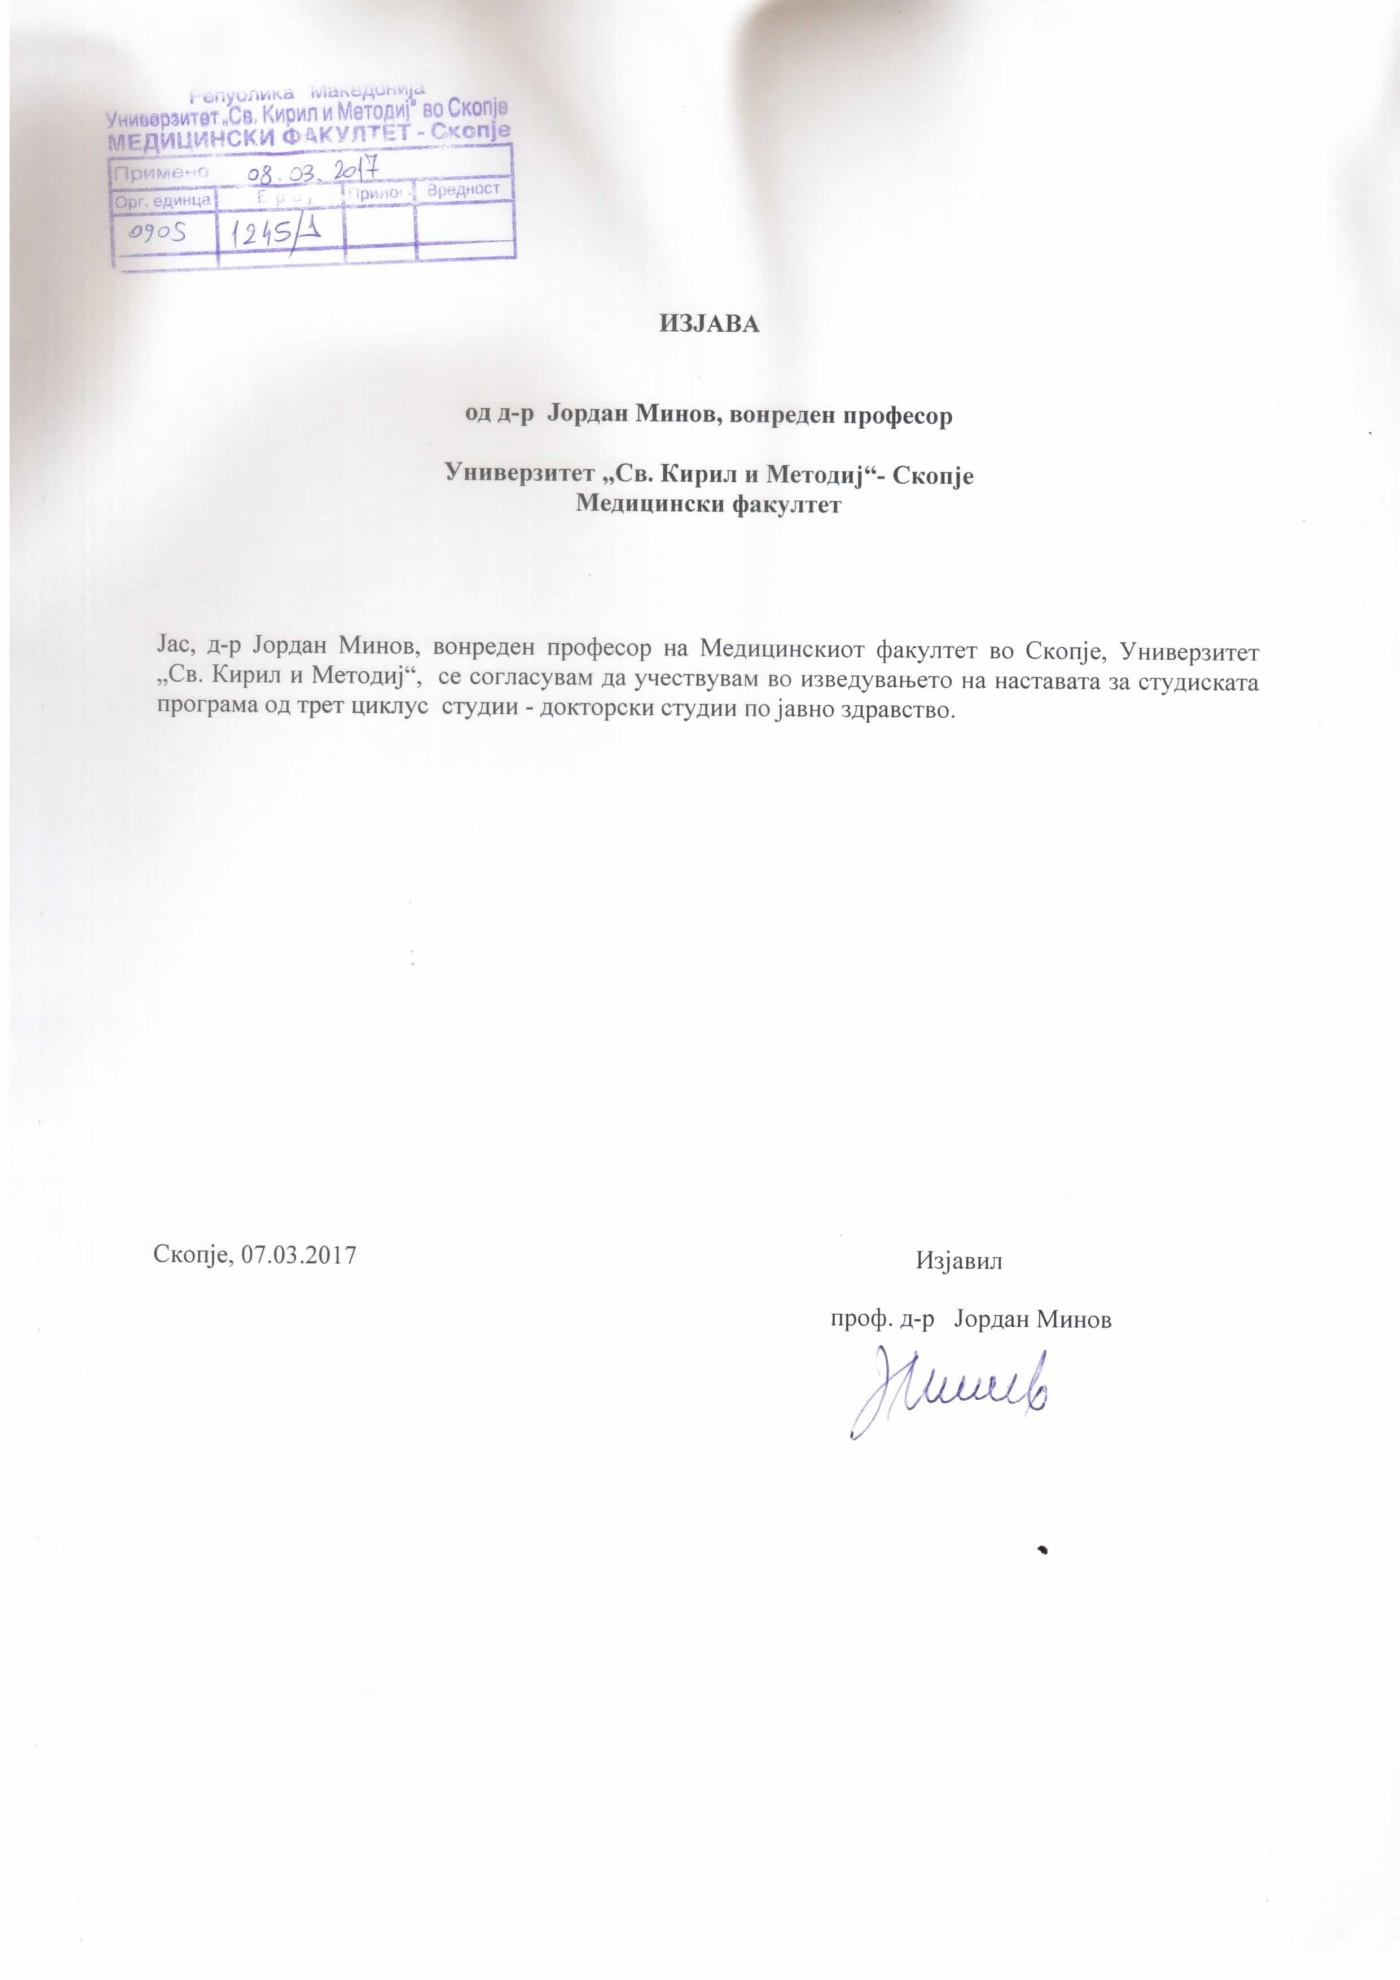 Република Македонија
Универзитет „Св. Кирил и Методиј" во Скопје
МЕДИЦИНСКИ ФАКУЛТЕТ - Скопје
Примено 08.03.2017
Орг. единца Вредност
0905 1245/1
ИЗЈАВА
од д-р Јордан Минов, вонреден професор
Универзитет „Св. Кирил и Методиј“- Скопје
Медицински факултет
Јас, д-р Јордан Минов, вонреден професор на Медицинскиот факултет во Скопје, Универзитет
„Св. Кирил и Методиј“, се согласувам да учествувам во изведувањето на наставата за студиската
програма од трет циклус студии - докторски студии по јавно здравство.
Скопје, 07.03.2017
Изјавил
проф. д-р Јордан Минов